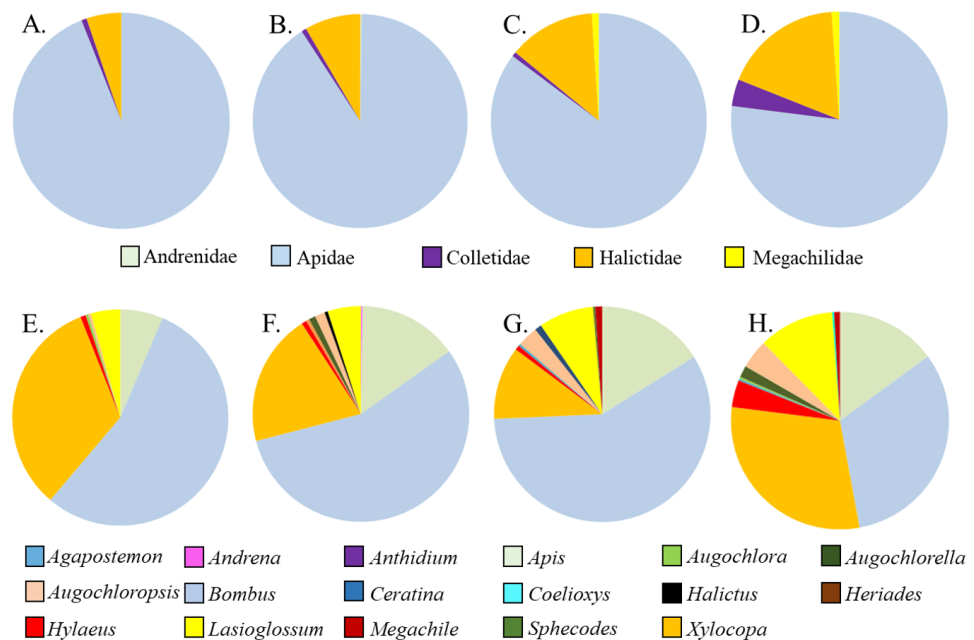 A. B. C. D.
Andrenidae Apidae Colletidae Halictidae Megachilidae
E. F. G. H.
Agapostemon Andrena Anthidium Apis Augochlora Augochlorella
Augochloropsis Bombus Ceratina Coelioxys Halictus Heriades
Hylaeus Lasioglossum Megachile Sphecodes Xylocopa